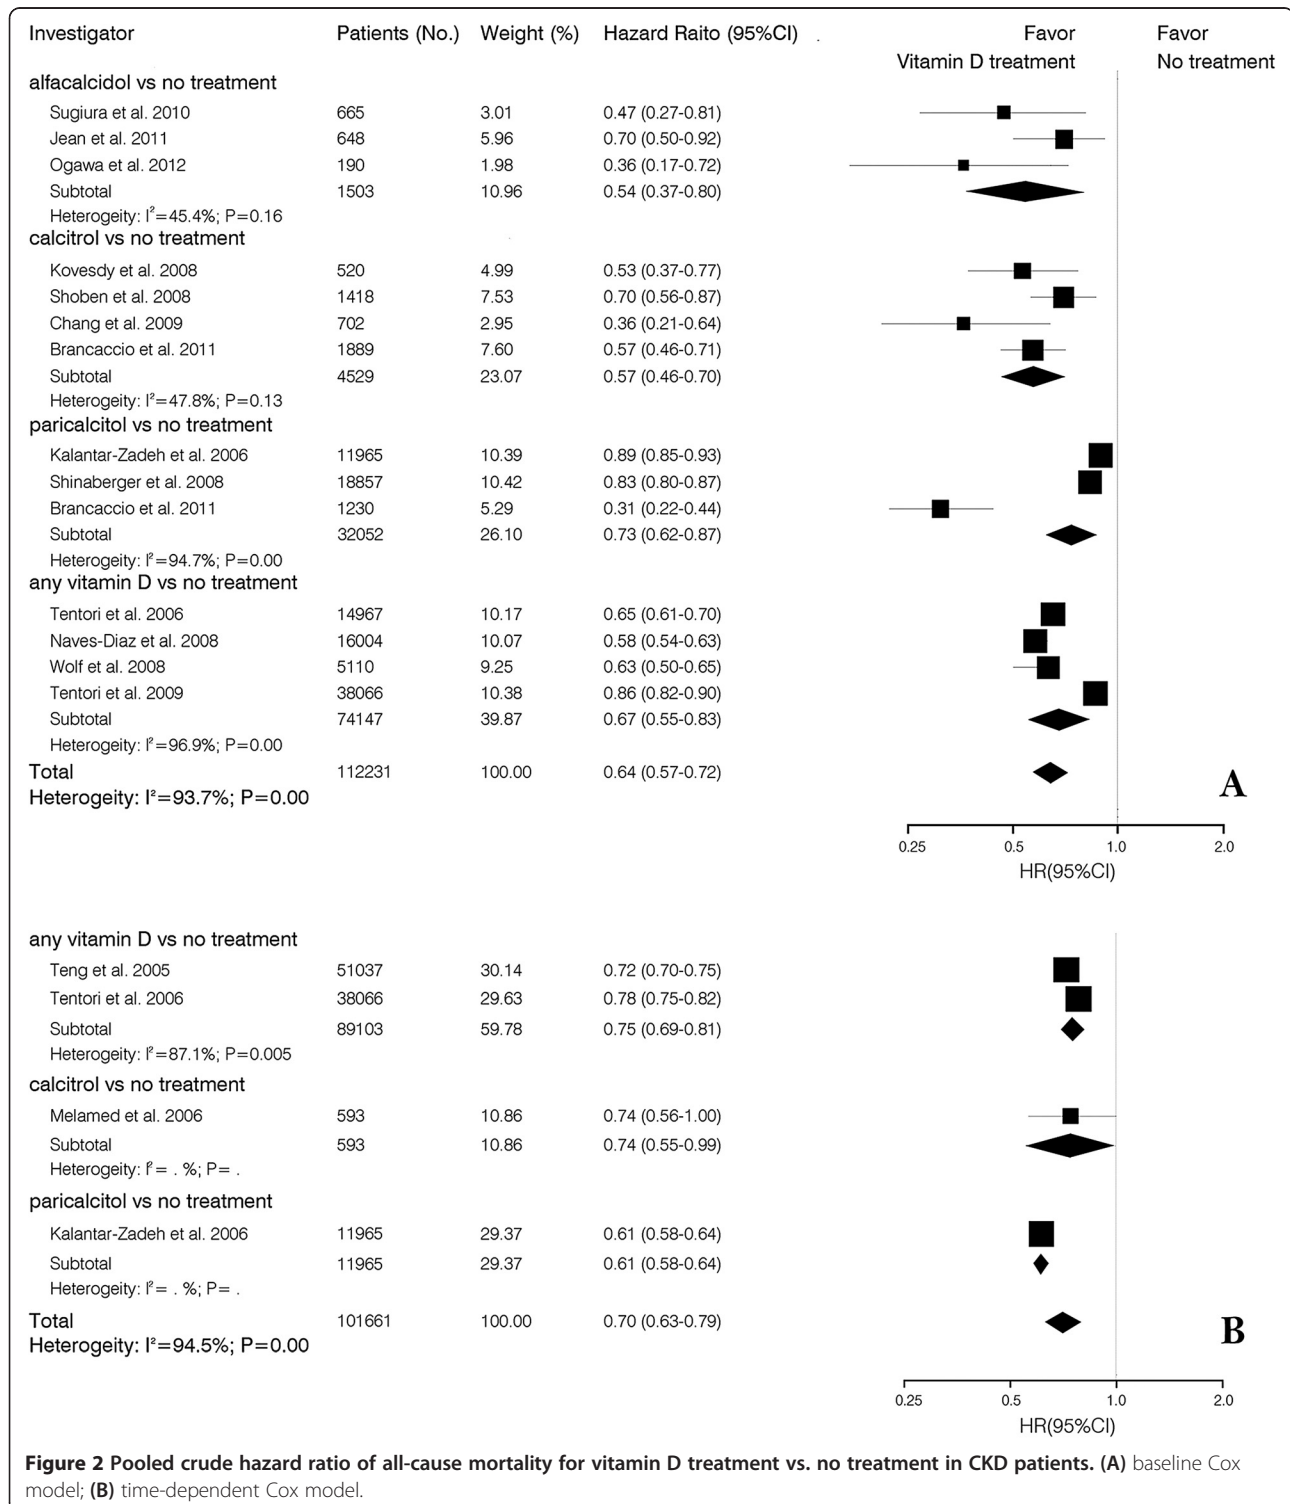 Investigator Patients (No.) Weight (%) Hazard Raito (95%CI) Favor Favor
Vitamin D treatment No treatment
alfacalcidol vs no treatment
Sugiura et al. 2010 665 3.01 0.47 (0.27-0.81)
Jean et al. 2011 648 5.96 0.70 (0.50-0.92)
Ogawa et al. 2012 190 1.98 0.36 (0.17-0.72)
Subtotal 1503 10.96 0.54 (0.37-0.80)
Heterogeity: I²=45.4%; P=0.16
calcitrol vs no treatment
Kovesdy et al. 2008 520 4.99 0.53 (0.37-0.77)
Shoben et al. 2008 1418 7.53 0.70 (0.56-0.87)
Chang et al. 2009 702 2.95 0.36 (0.21-0.64)
Brancaccio et al. 2011 1889 7.60 0.57 (0.46-0.71)
Subtotal 4529 23.07 0.57 (0.46-0.70)
Heterogeity: I²=47.8%; P=0.13
paricalcitol vs no treatment
Kalantar-Zadeh et al. 2006 11965 10.39 0.89 (0.85-0.93)
Shinaberger et al. 2008 18857 10.42 0.83 (0.80-0.87)
Brancaccio et al. 2011 1230 5.29 0.31 (0.22-0.44)
Subtotal 32052 26.10 0.73 (0.62-0.87)
Heterogeity: I²=94.7%; P=0.00
any vitamin D vs no treatment
Tentori et al. 2006 14967 10.17 0.65 (0.61-0.70)
Naves-Diaz et al. 2008 16004 10.07 0.58 (0.54-0.63)
Wolf et al. 2008 5110 9.25 0.63 (0.50-0.65)
Tentori et al. 2009 38066 10.38 0.86 (0.82-0.90)
Subtotal 74147 39.87 0.67 (0.55-0.83)
Heterogeity: I²=96.9%; P=0.00
Total 112231 100.00 0.64 (0.57-0.72)
Heterogeity: I²=93.7%; P=0.00
A
0.25 0.5 1.0 2.0
HR(95%CI)
any vitamin D vs no treatment
Teng et al. 2005 51037 30.14 0.72 (0.70-0.75)
Tentori et al. 2006 38066 29.63 0.78 (0.75-0.82)
Subtotal 89103 59.78 0.75 (0.69-0.81)
Heterogeity: I²=87.1%; P=0.005
calcitrol vs no treatment
Melamed et al. 2006 593 10.86 0.74 (0.56-1.00)
Subtotal 593 10.86 0.74 (0.55-0.99)
Heterogeity: I²= . %; P= .
paricalcitol vs no treatment
Kalantar-Zadeh et al. 2006 11965 29.37 0.61 (0.58-0.64)
Subtotal 11965 29.37 0.61 (0.58-0.64)
Heterogeity: I²= . %; P= .
Total 101661 100.00 0.70 (0.63-0.79)
Heterogeity: I²=94.5%; P=0.00
B
0.25 0.5 1.0 2.0
HR(95%CI)
Figure 2 Pooled crude hazard ratio of all-cause mortality for vitamin D treatment vs. no treatment in CKD patients. (A) baseline Cox
model; (B) time-dependent Cox model.